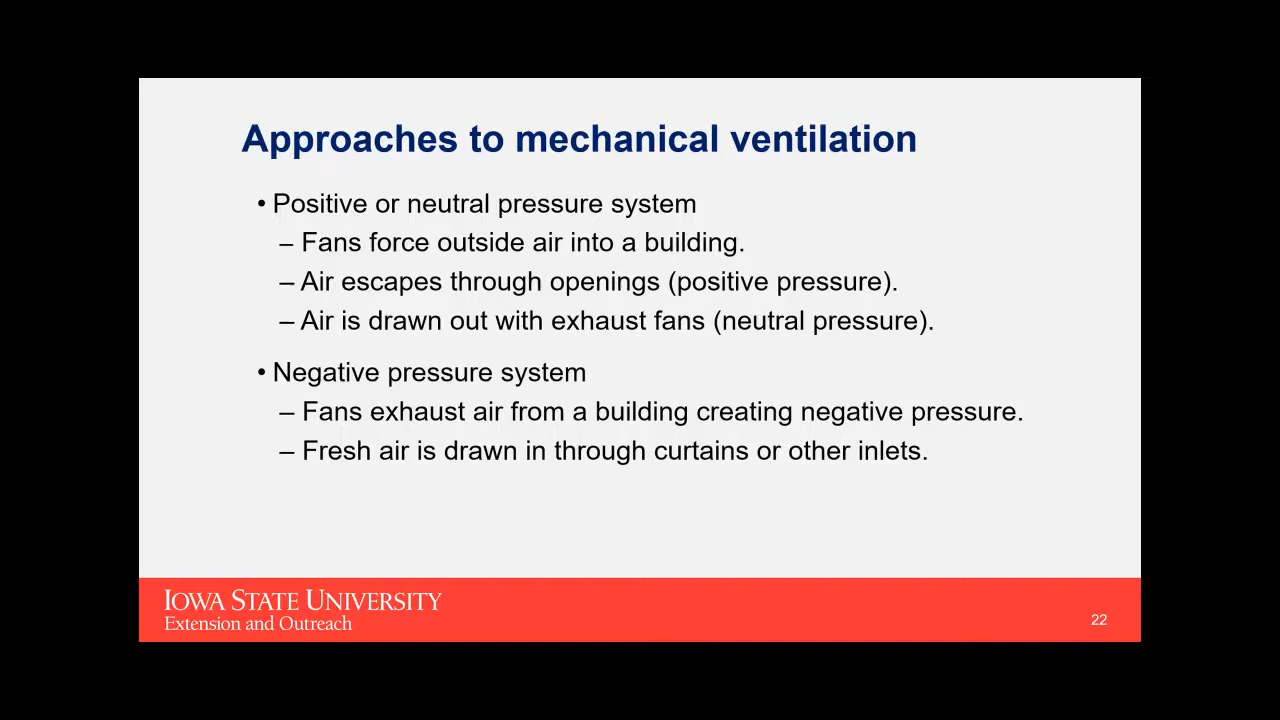 Approaches to mechanical ventilation
• Positive or neutral pressure system
– Fans force outside air into a building.
– Air escapes through openings (positive pressure).
– Air is drawn out with exhaust fans (neutral pressure).
• Negative pressure system
– Fans exhaust air from a building creating negative pressure.
– Fresh air is drawn in through curtains or other inlets.
IOWA STATE UNIVERSITY
Extension and Outreach
22